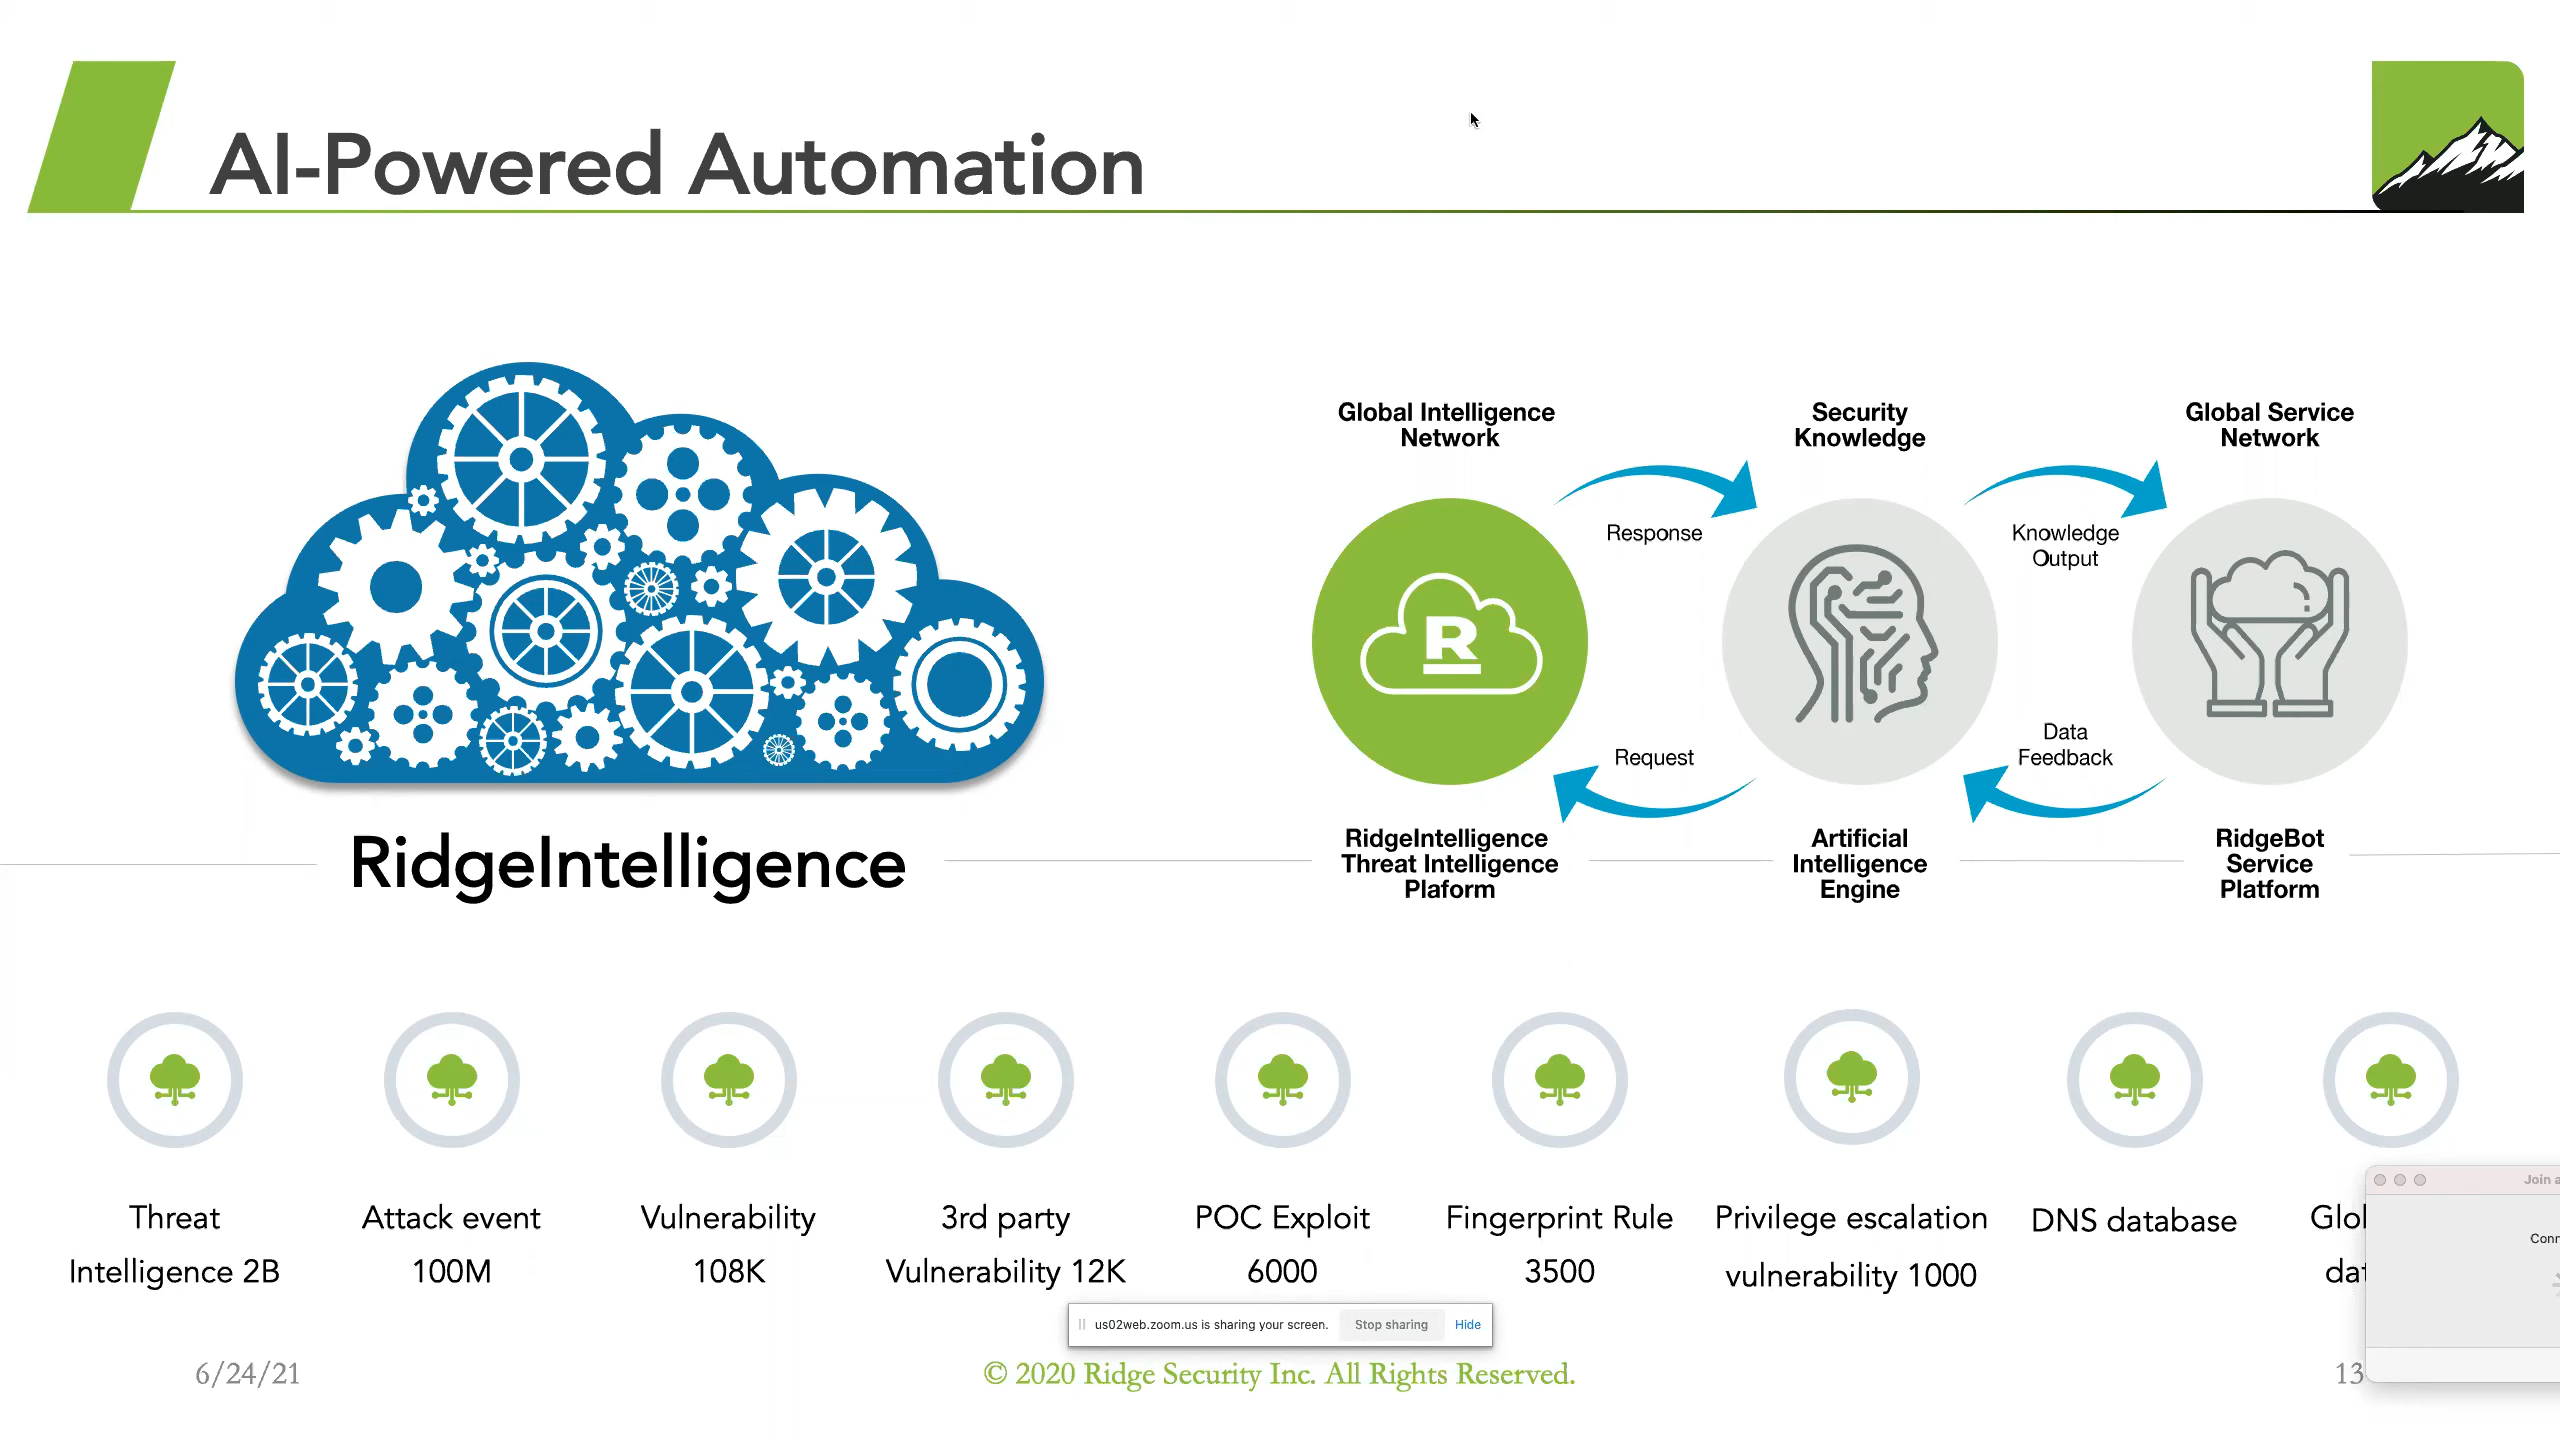 AI-Powered Automation
Global Intelligence
Network
Security
Knowledge
Global Service
Network
Response
Knowledge
Output
R
Request
Data
Feedback
RidgeIntelligence
RidgeIntelligence
Threat Intelligence
Plaform
Artificial
Intelligence
Engine
RidgeBot
Service
Platform
Threat
Intelligence 2B
Attack event
100M
Vulnerability
108K
3rd party
Vulnerability 12K
POC Exploit
6000
Fingerprint Rule
3500
Privilege escalation
vulnerability 1000
DNS database
Join
us02web.zoom.us is sharing your screen.
Stop sharing
Hide
6/24/21
© 2020 Ridge Security Inc. All Rights Reserved.
13